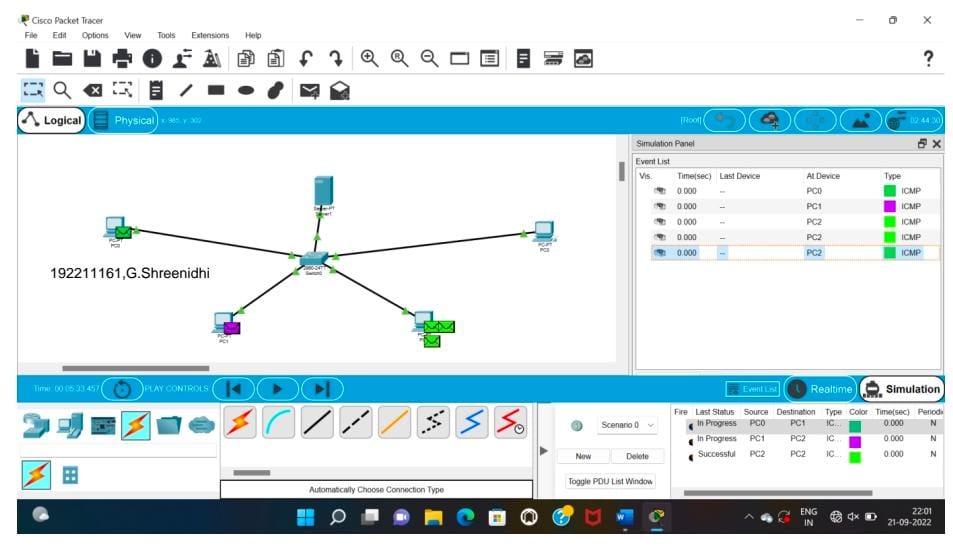 Cisco Packet Tracer
File Edit Options View Tools Extensions Help
Logical Physical x: 985, y: 302 [Root] 02:44:30
Simulation Panel
Event List
Vis. Time(sec) Last Device At Device Type
0.000 -- PC0 ICMP
0.000 -- PC1 ICMP
0.000 -- PC2 ICMP
0.000 -- PC2 ICMP
0.000 -- PC2 ICMP
Server-PT
Server1
PC-PT
PC0
PC-PT
2960-24TT
Switch0
192211161,G.Shreenidhi
PC-PT
PC1
Time: 00:05:33.457 PLAY CONTROLS: Event List Realtime Simulation
Scenario 0
New Delete
Toggle PDU List Window
Fire Last Status Source Destination Type Color Time(sec) Periodi
In Progress PC0 PC1 IC... 0.000 N
In Progress PC1 PC2 IC... 0.000 N
Successful PC2 PC2 IC... 0.000 N
Automatically Choose Connection Type
ENG
IN
22:01
21-09-2022